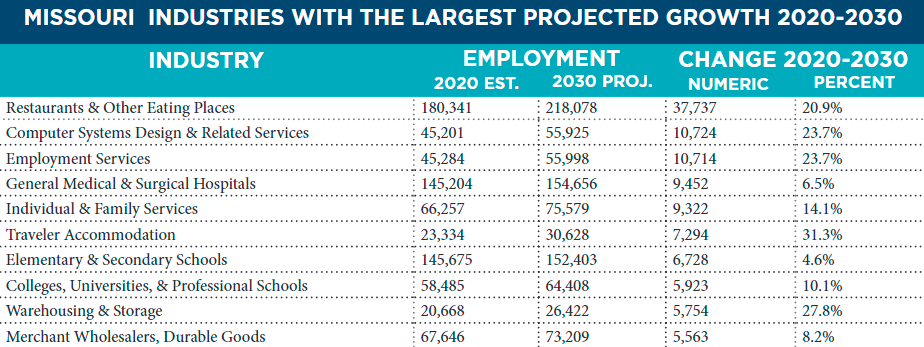 MISSOURI INDUSTRIES WITH THE LARGEST PROJECTED GROWTH 2020-2030
INDUSTRY EMPLOYMENT CHANGE 2020-2030
2020 EST. 2030 PROJ. NUMERIC PERCENT
Restaurants & Other Eating Places 180,341 218,078 37,737 20.9%
Computer Systems Design & Related Services 45,201 55,925 10,724 23.7%
Employment Services 45,284 55,998 10,714 23.7%
General Medical & Surgical Hospitals 145,204 154,656 9,452 6.5%
Individual & Family Services 66,257 75,579 9,322 14.1%
Traveler Accommodation 23,334 30,628 7,294 31.3%
Elementary & Secondary Schools 145,675 152,403 6,728 4.6%
Colleges, Universities, & Professional Schools 58,485 64,408 5,923 10.1%
Warehousing & Storage 20,668 26,422 5,754 27.8%
Merchant Wholesalers, Durable Goods 67,646 73,209 5,563 8.2%